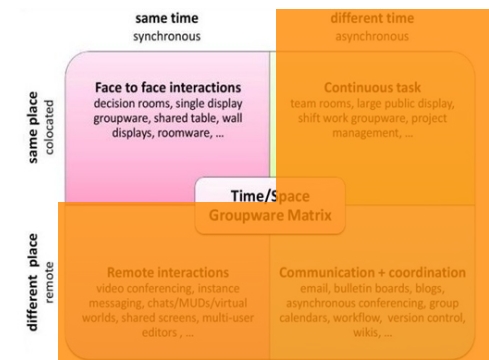 same time
synchronous
different time
asynchronous
same place
colocated
Face to face interactions
decision rooms, single display
groupware, shared table, wall
displays, roomware, ...
Continuous task
team rooms, large public display,
shift work groupware, project
management, ...
Time/Space
Groupware Matrix
different place
remote
Remote interactions
video conferencing, instance
messaging, chats/MUDs/virtual
worlds, shared screens, multi-user
editors , ...
Communication + coordination
email, bulletin boards, blogs,
asynchronous conferencing, group
calendars, workflow, version control,
wikis, ...